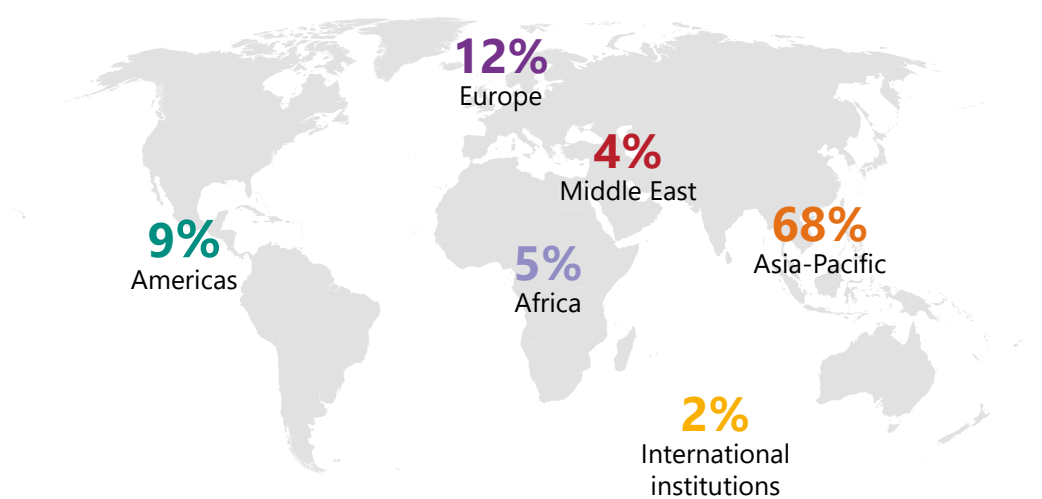 12%
Europe
4%
Middle East
68%
Asia-Pacific
9%
Americas
5%
Africa
2%
International
institutions